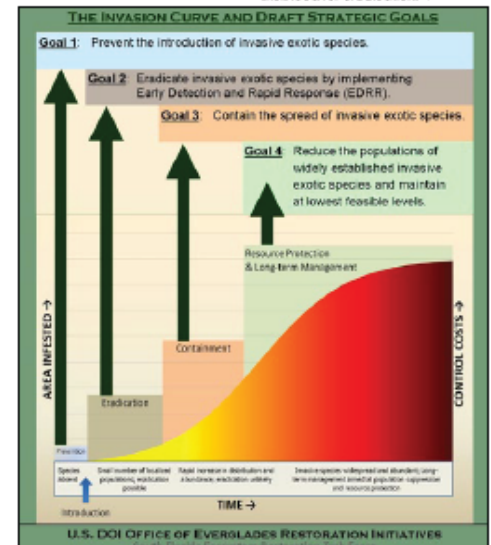 THE INVASION CURVE AND DRAFT STRATEGIC GOALS
Goal 1: Prevent the introduction of invasive exotic species.
Goal 2: Eradicate invasive exotic species by implementing
Early Detection and Rapid Response (EDRR).
Goal 3: Contain the spread of invasive exotic species.
Goal 4: Reduce the populations of
widely established invasive
exotic species and maintain
at lowest feasible levels.
Resource Protection
& Long-term Management
Containment
Eradication
Prevention
AREA INFESTED →
CONTROL COSTS →
Species
Absent
Small number of localized
populations; eradication
possible
Rapid increase in distribution and
abundance; eradication unlikely
Invasive species widespread and abundant; Long-
term management aimed at population suppression
and resource protection
Introduction
TIME →
U.S. DOI OFFICE OF EVERGLADES RESTORATION INITIATIVES